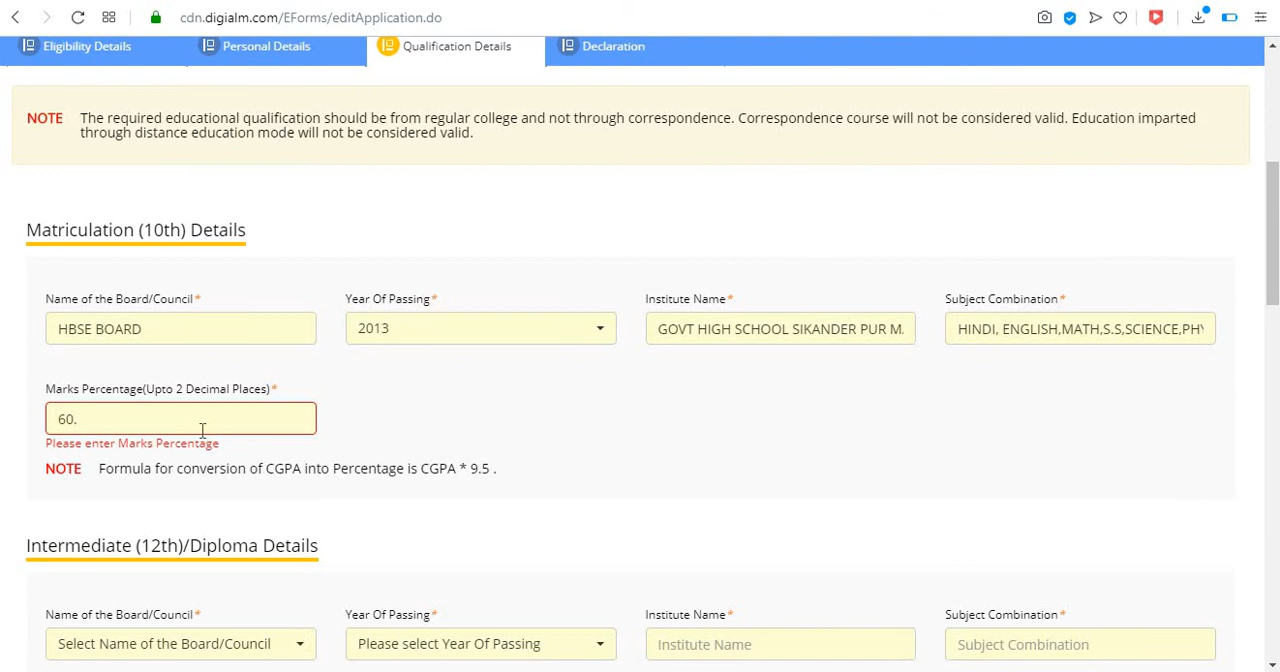 cdn.digialm.com/EForms/editApplication.do
Eligibility Details
Personal Details
Qualification Details
Declaration
NOTE The required educational qualification should be from regular college and not through correspondence. Correspondence course will not be considered valid. Education imparted
through distance education mode will not be considered valid.
Matriculation (10th) Details
Name of the Board/Council* Year Of Passing* Institute Name* Subject Combination*
HBSE BOARD 2013 GOVT HIGH SCHOOL SIKANDER PUR M. HINDI, ENGLISH,MATH,S.S,SCIENCE,PHY
Marks Percentage(Upto 2 Decimal Places)*
60.
Please enter Marks Percentage
NOTE Formula for conversion of CGPA into Percentage is CGPA * 9.5 .
Intermediate (12th)/Diploma Details
Name of the Board/Council* Year Of Passing* Institute Name* Subject Combination*
Select Name of the Board/Council Please select Year Of Passing Institute Name Subject Combination